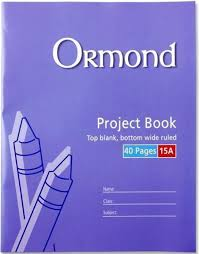 Ormond
Project Book
Top blank, bottom wide ruled
40 Pages 15A
Name:
Class:
Subject: